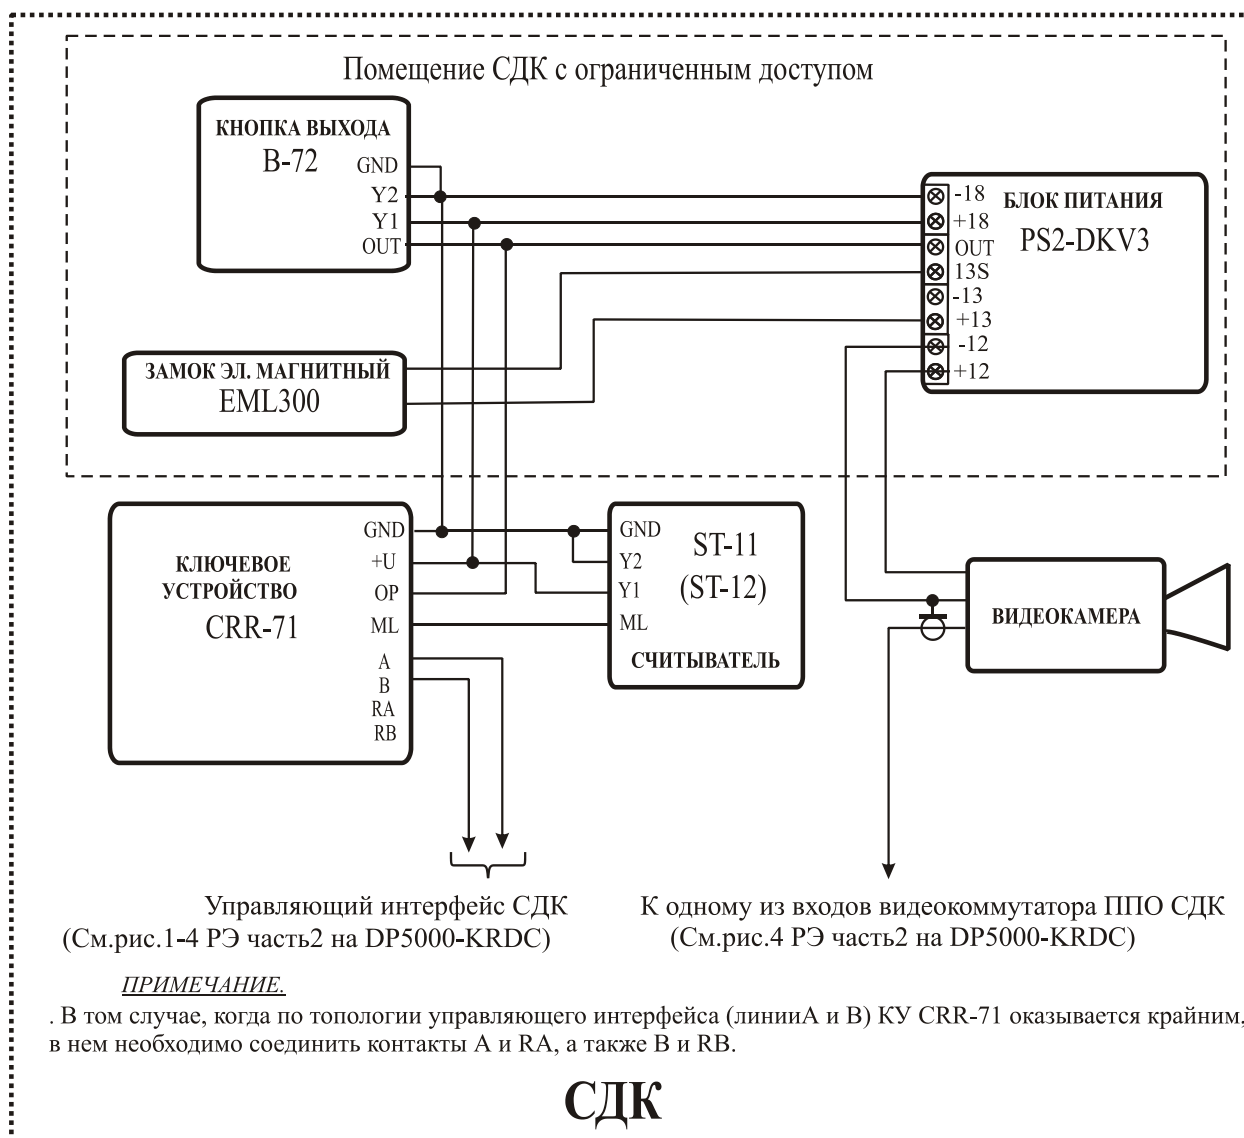 Помещение СДК с ограниченным доступом
КНОПКА ВЫХОДА
B-72
GND
Y2
Y1
OUT
-18
+18
OUT
13S
-13
+13
-12
+12
БЛОК ПИТАНИЯ
PS2-DKV3
ЗАМОК ЭЛ. МАГНИТНЫЙ
EML300
КЛЮЧЕВОЕ
УСТРОЙСТВО
CRR-71
GND
+U
OP
ML
A
B
RA
RB
GND
Y2
Y1
ML
ST-11
(ST-12)
СЧИТЫВАТЕЛЬ
ВИДЕОКАМЕРА
Управляющий интерфейс СДК
(См.рис.1-4 РЭ часть2 на DP5000-KRDC)
К одному из входов видеокоммутатора ППО СДК
(См.рис.4 РЭ часть2 на DP5000-KRDC)
ПРИМЕЧАНИЕ.
. В том случае, когда по топологии управляющего интерфейса (линииА и В) КУ CRR-71 оказывается крайним,
в нем необходимо соединить контакты А и RA, а также В и RB.
СДК